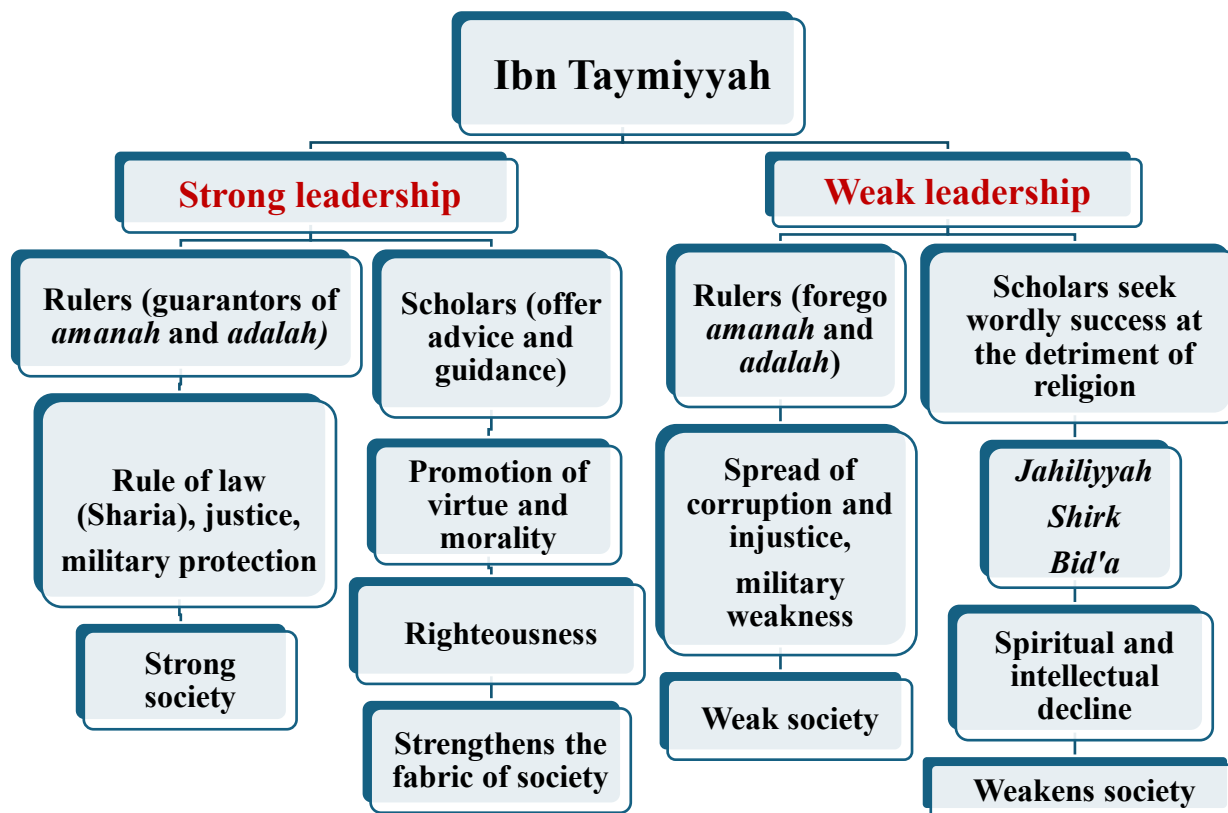 Ibn Taymiyyah
Strong leadership
Rulers (guarantors of
amanah and adalah)
Rule of law
(Sharia), justice,
military protection
Strong
society
Scholars (offer
advice and
guidance)
Promotion of
virtue and
morality
Righteousness
Strengthens the
fabric of society
Weak leadership
Rulers (forego
amanah and
adalah)
Spread of
corruption and
injustice,
military
weakness
Weak society
Scholars seek
wordly success at
the detriment of
religion
Jahiliyyah
Shirk
Bid'a
Spiritual and
intellectual
decline
Weakens society